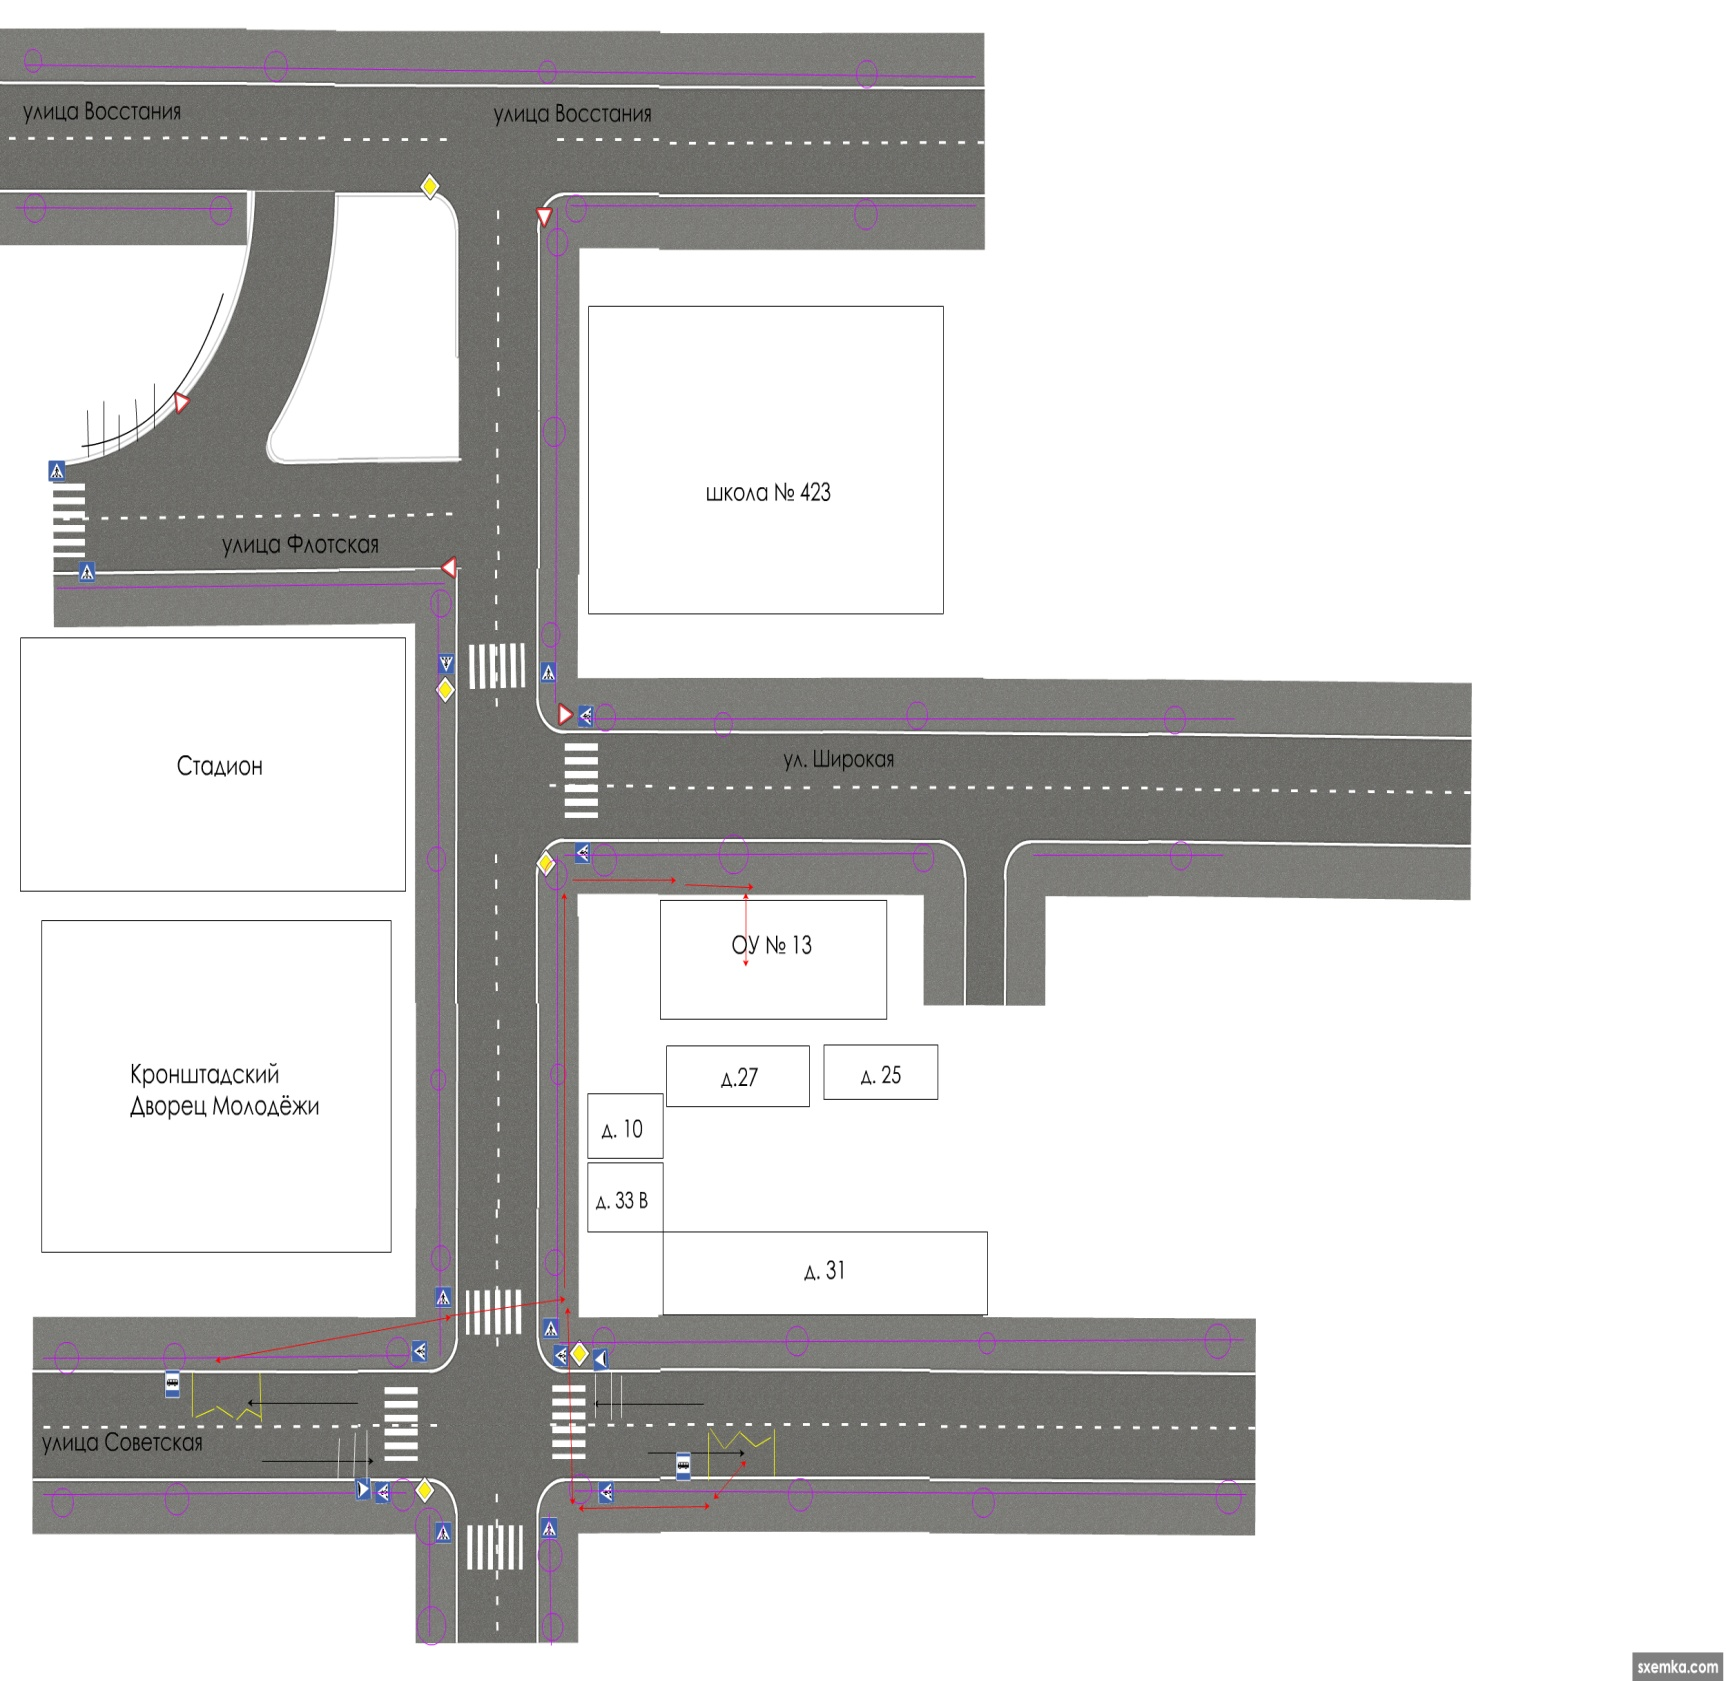 улица Восстания
улица Восстания
школа № 423
улица Флотская
Стадион
ул. Широкая
ОУ № 13
Кронштадский
Дворец Молодёжи
д.27
д. 25
д. 10
д. 33 В
д. 31
улица Советская
sxemka.com